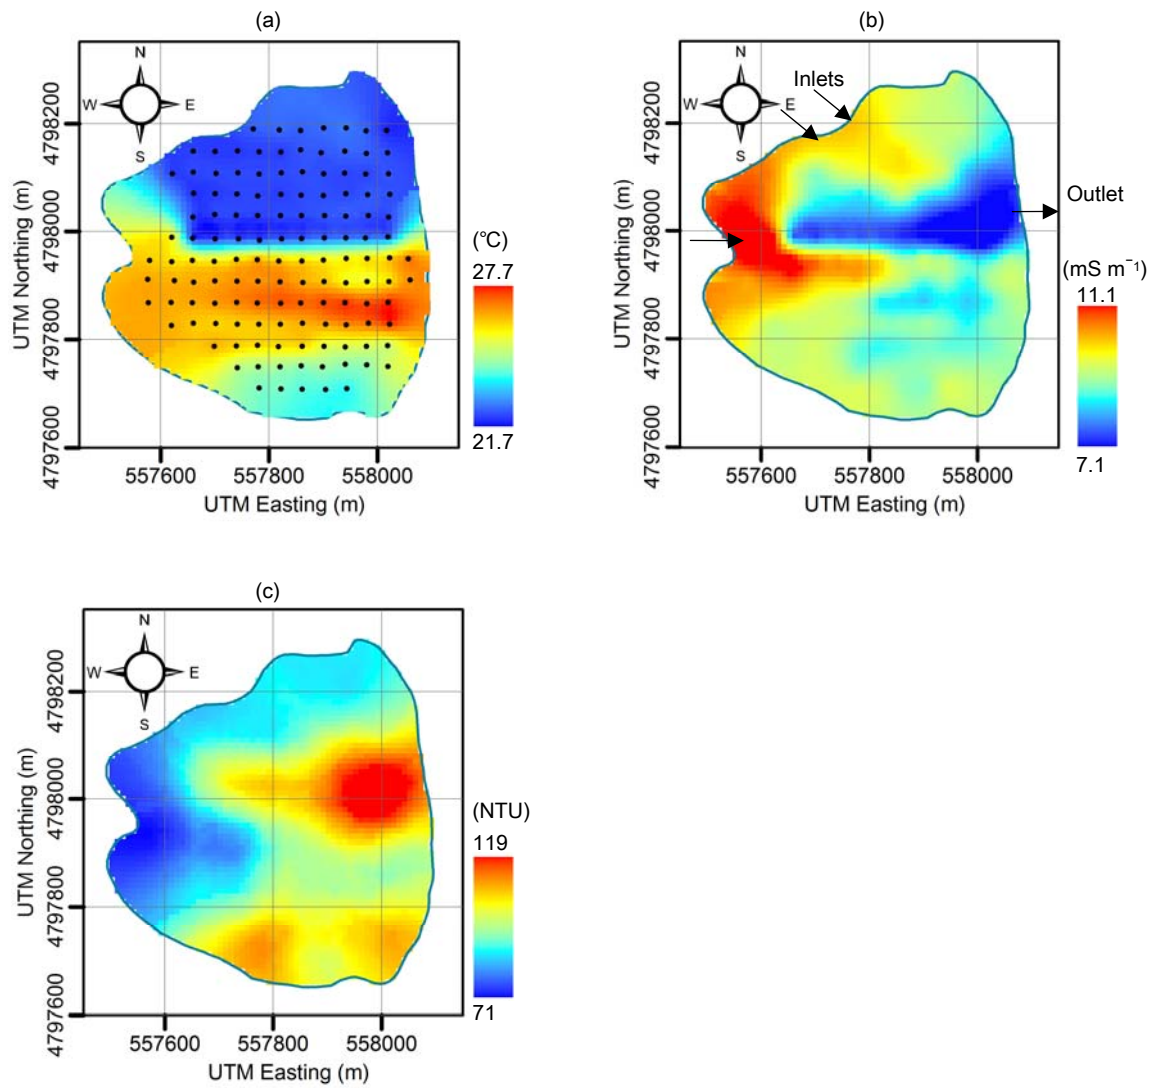 (a)
N
W E
S
4798200
4798000
4797800
4797600
UTM Northing (m)
557600 557800 558000
UTM Easting (m)
(°C)
27.7
21.7
(b)
N
E
S
W
Inlets
Outlet
4798200
4798000
4797800
4797600
UTM Northing (m)
557600 557800 558000
UTM Easting (m)
(mS m⁻¹)
11.1
7.1
(c)
N
W E
S
4798200
4798000
4797800
4797600
UTM Northing (m)
557600 557800 558000
UTM Easting (m)
(NTU)
119
71